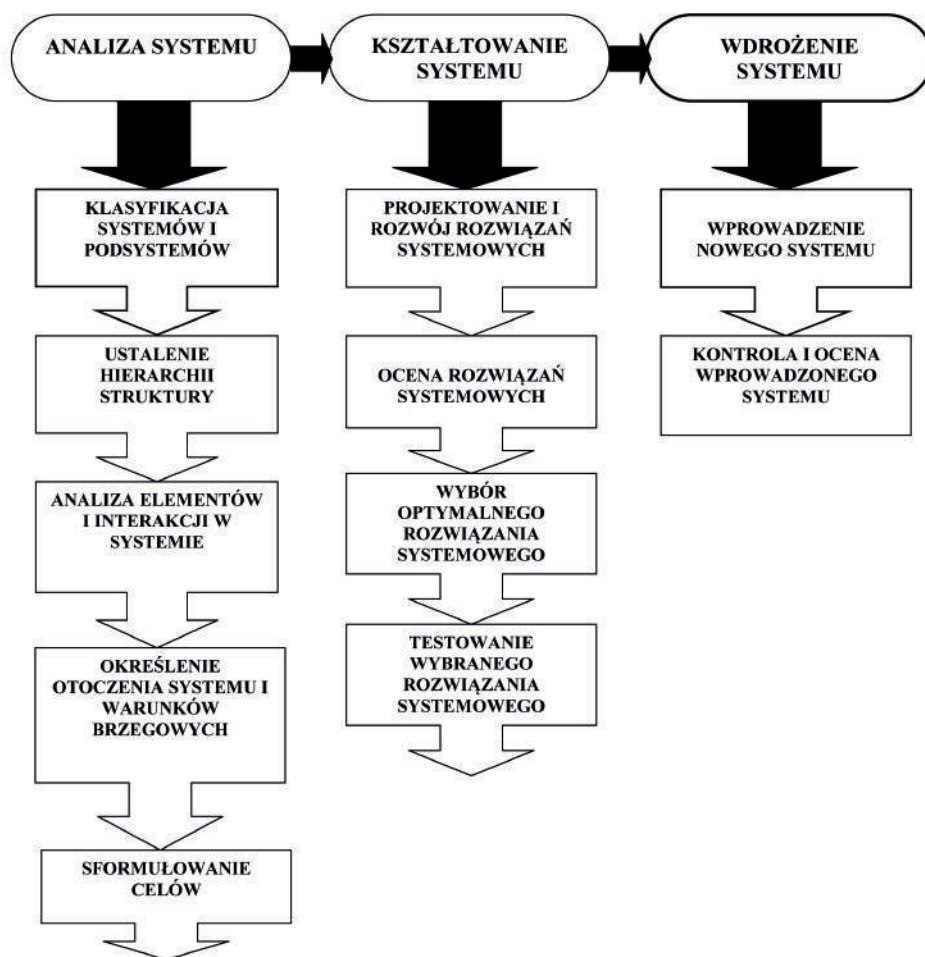 ANALIZA SYSTEMU
KSZTAŁTOWANIE
SYSTEMU
WDROŻENIE
SYSTEMU
KLASYFIKACJA
SYSTEMÓW I
PODSYSTEMÓW
USTALENIE
HIERARCHII
STRUKTURY
ANALIZA ELEMENTÓW
I INTERAKCJI W
SYSTEMIE
OKREŚLENIE
OTOCZENIA SYSTEMU I
WARUNKÓW
BRZEGOWYCH
SFORMUŁOWANIE
CELÓW
PROJEKTOWANIE I
ROZWÓJ ROZWIĄZAŃ
SYSTEMOWYCH
OCENA ROZWIĄZAŃ
SYSTEMOWYCH
WYBÓR
OPTYMALNEGO
ROZWIĄZANIA
SYSTEMOWEGO
TESTOWANIE
WYBRANEGO
ROZWIĄZANIA
SYSTEMOWEGO
WPROWADZENIE
NOWEGO SYSTEMU
KONTROLA I OCENA
WPROWADZONEGO
SYSTEMU